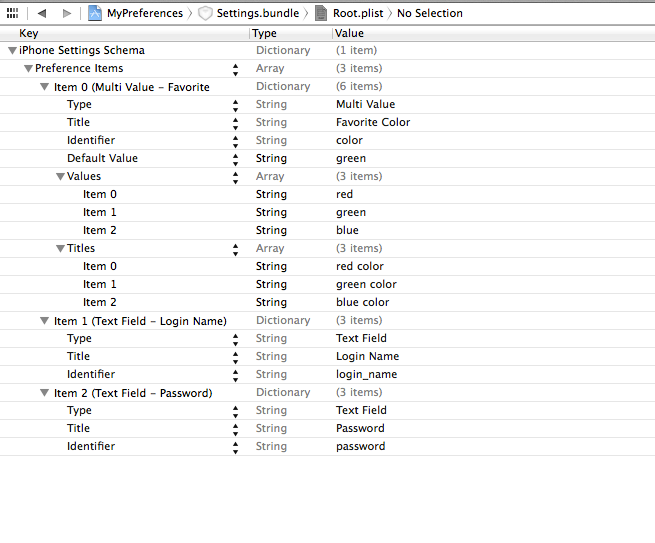 MyPreferences Settings.bundle Root.plist No Selection
Key Type Value
iPhone Settings Schema Dictionary (1 item)
Preference Items Array (3 items)
Item 0 (Multi Value – Favorite Dictionary (6 items)
Type String Multi Value
Title String Favorite Color
Identifier String color
Default Value String green
Values Array (3 items)
Item 0 String red
Item 1 String green
Item 2 String blue
Titles Array (3 items)
Item 0 String red color
Item 1 String green color
Item 2 String blue color
Item 1 (Text Field – Login Name) Dictionary (3 items)
Type String Text Field
Title String Login Name
Identifier String login_name
Item 2 (Text Field – Password) Dictionary (3 items)
Type String Text Field
Title String Password
Identifier String password